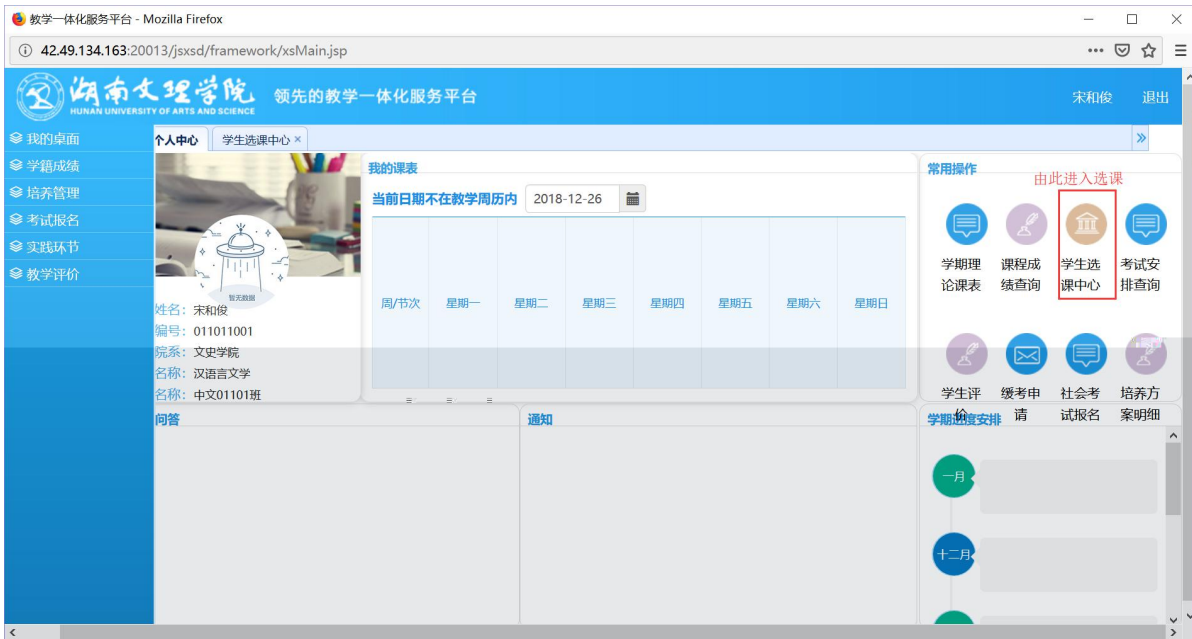 教学一体化服务平台 - Mozilla Firefox
42.49.134.163:20013/jsxsd/framework/xsMain.jsp
湖南文理学院
HUNAN UNIVERSITY OF ARTS AND SCIENCE
领先的教学一体化服务平台
宋和俊 退出
我的桌面
学籍成绩
培养管理
考试报名
实践环节
教学评价
个人中心 学生选课中心 ×
暂无数据
姓名：宋和俊
编号：011011001
院系：文史学院
名称：汉语言文学
名称：中文01101班
我的课表
当前日期不在教学周历内 2018-12-26
周/节次 星期一 星期二 星期三 星期四 星期五 星期六 星期日
常用操作
由此进入选课
学期理论课表
课程成绩查询
学生选课中心
考试安排查询
学生评价
缓考申请
社会考试报名
培养方案明细
问答
通知
学期进度安排
一月
十二月